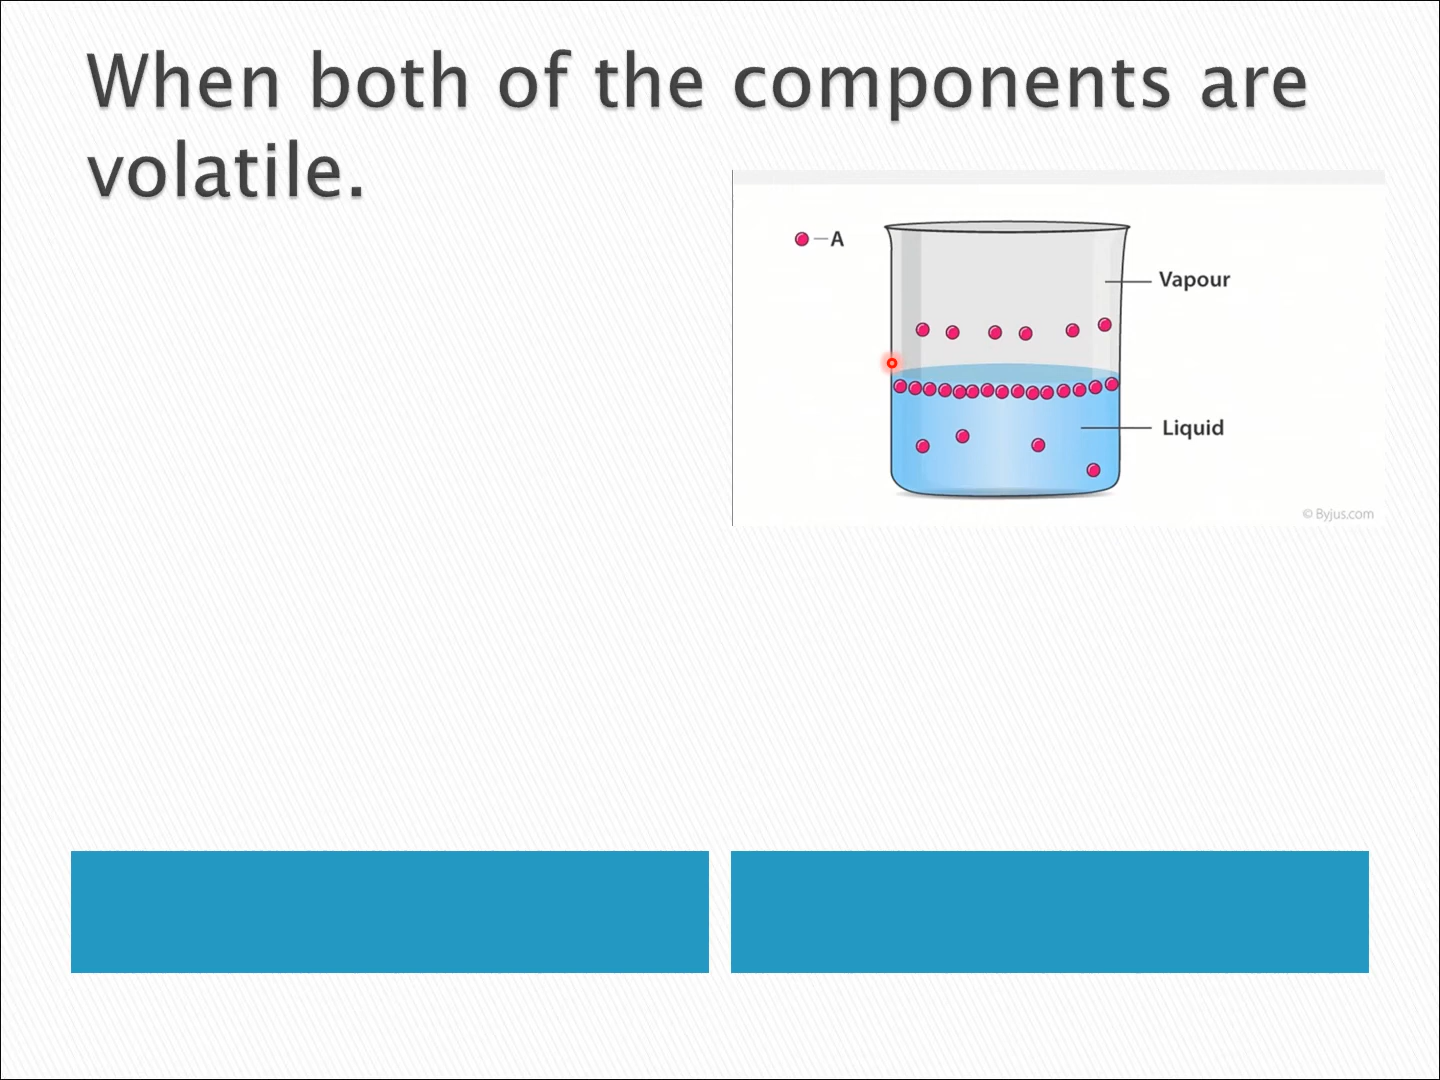 When both of the components are
volatile.
A
Vapour
Liquid
© Byjus.com